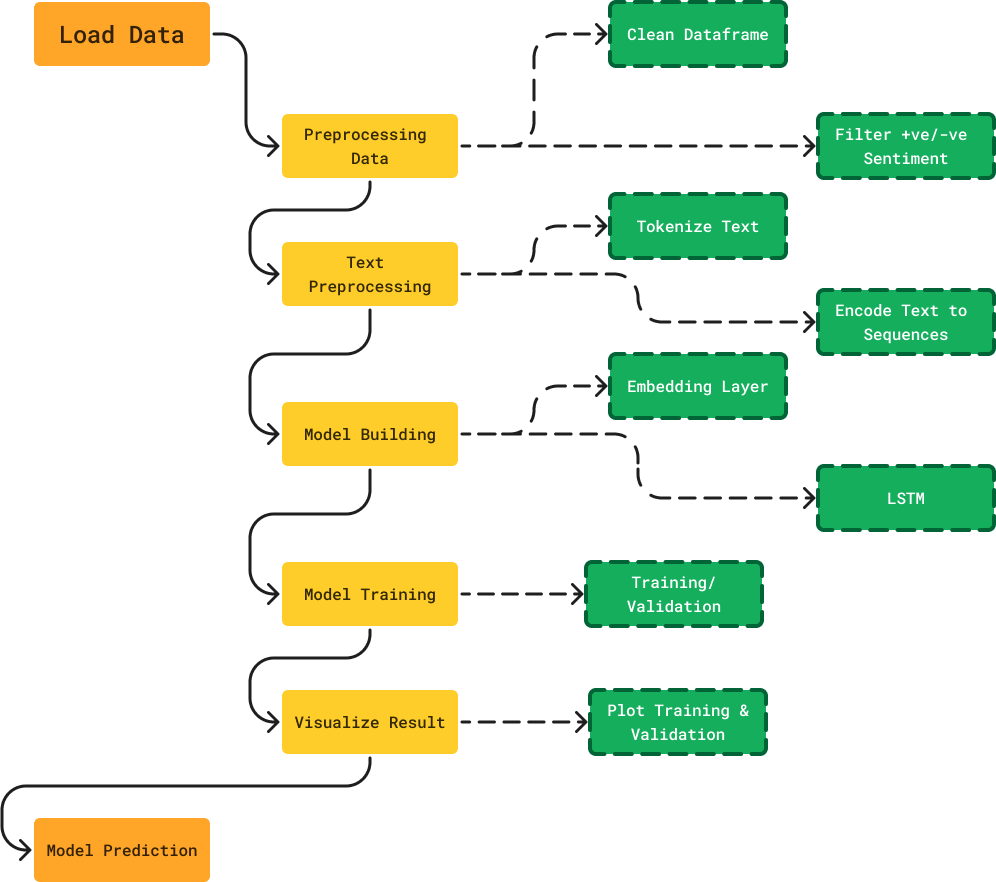 Load Data
Clean Dataframe
Preprocessing
Data
Filter +ve/-ve
Sentiment
Tokenize Text
Text
Preprocessing
Encode Text to
Sequences
Embedding Layer
Model Building
LSTM
Model Training
Training/
Validation
Visualize Result
Plot Training &
Validation
Model Prediction